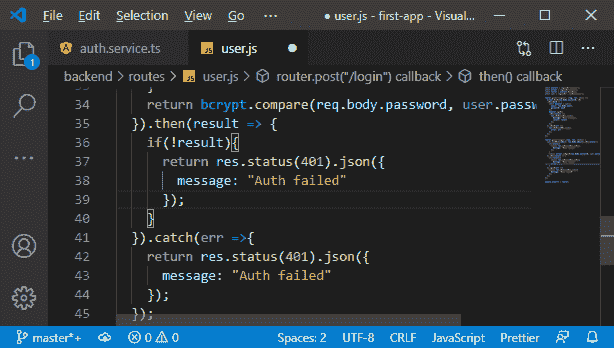 File Edit Selection ... ● user.js - first-app - Visual...
auth.service.ts JS user.js ●
backend > routes > JS user.js > router.post("/login") callback > then() callback
34 return bcrypt.compare(req.body.password, user.passw
35 }).then(result => {
36 if(!result){
37 return res.status(401).json({
38 message: "Auth failed"
39 });
40 }
41 }).catch(err =>{
42 return res.status(401).json({
43 message: "Auth failed"
44 });
45 });
1
master*+ 0 0 Spaces: 2 UTF-8 CRLF JavaScript Prettier